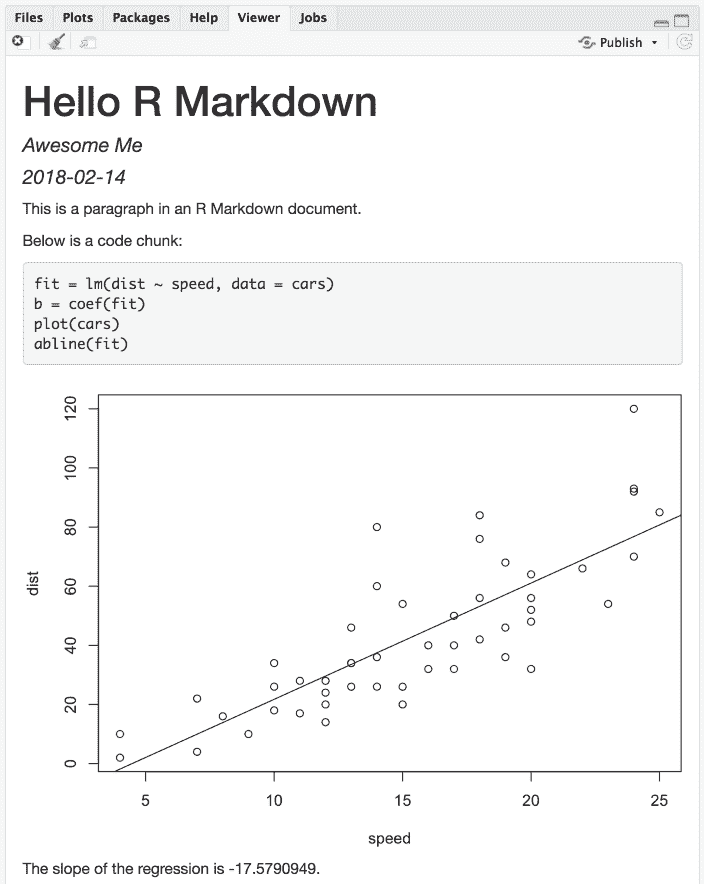 Files Plots Packages Help Viewer Jobs
Publish
Hello R Markdown
Awesome Me
2018-02-14
This is a paragraph in an R Markdown document.
Below is a code chunk:
fit = lm(dist ~ speed, data = cars)
b = coef(fit)
plot(cars)
abline(fit)
120
100
80
60
40
20
0
dist
5 10 15 20 25
speed
The slope of the regression is -17.5790949.